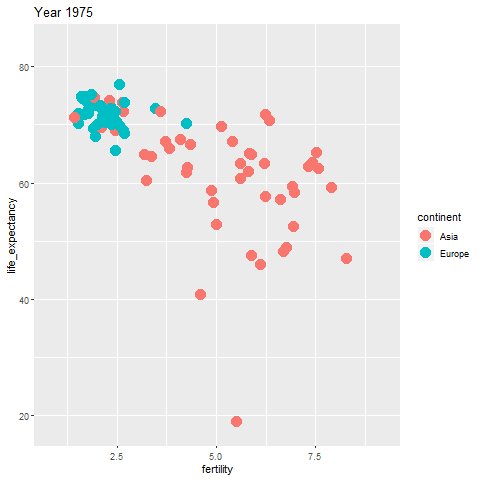 Year 1975
life_expectancy
80
60
40
20
2.5 5.0 7.5
fertility
continent
Asia
Europe